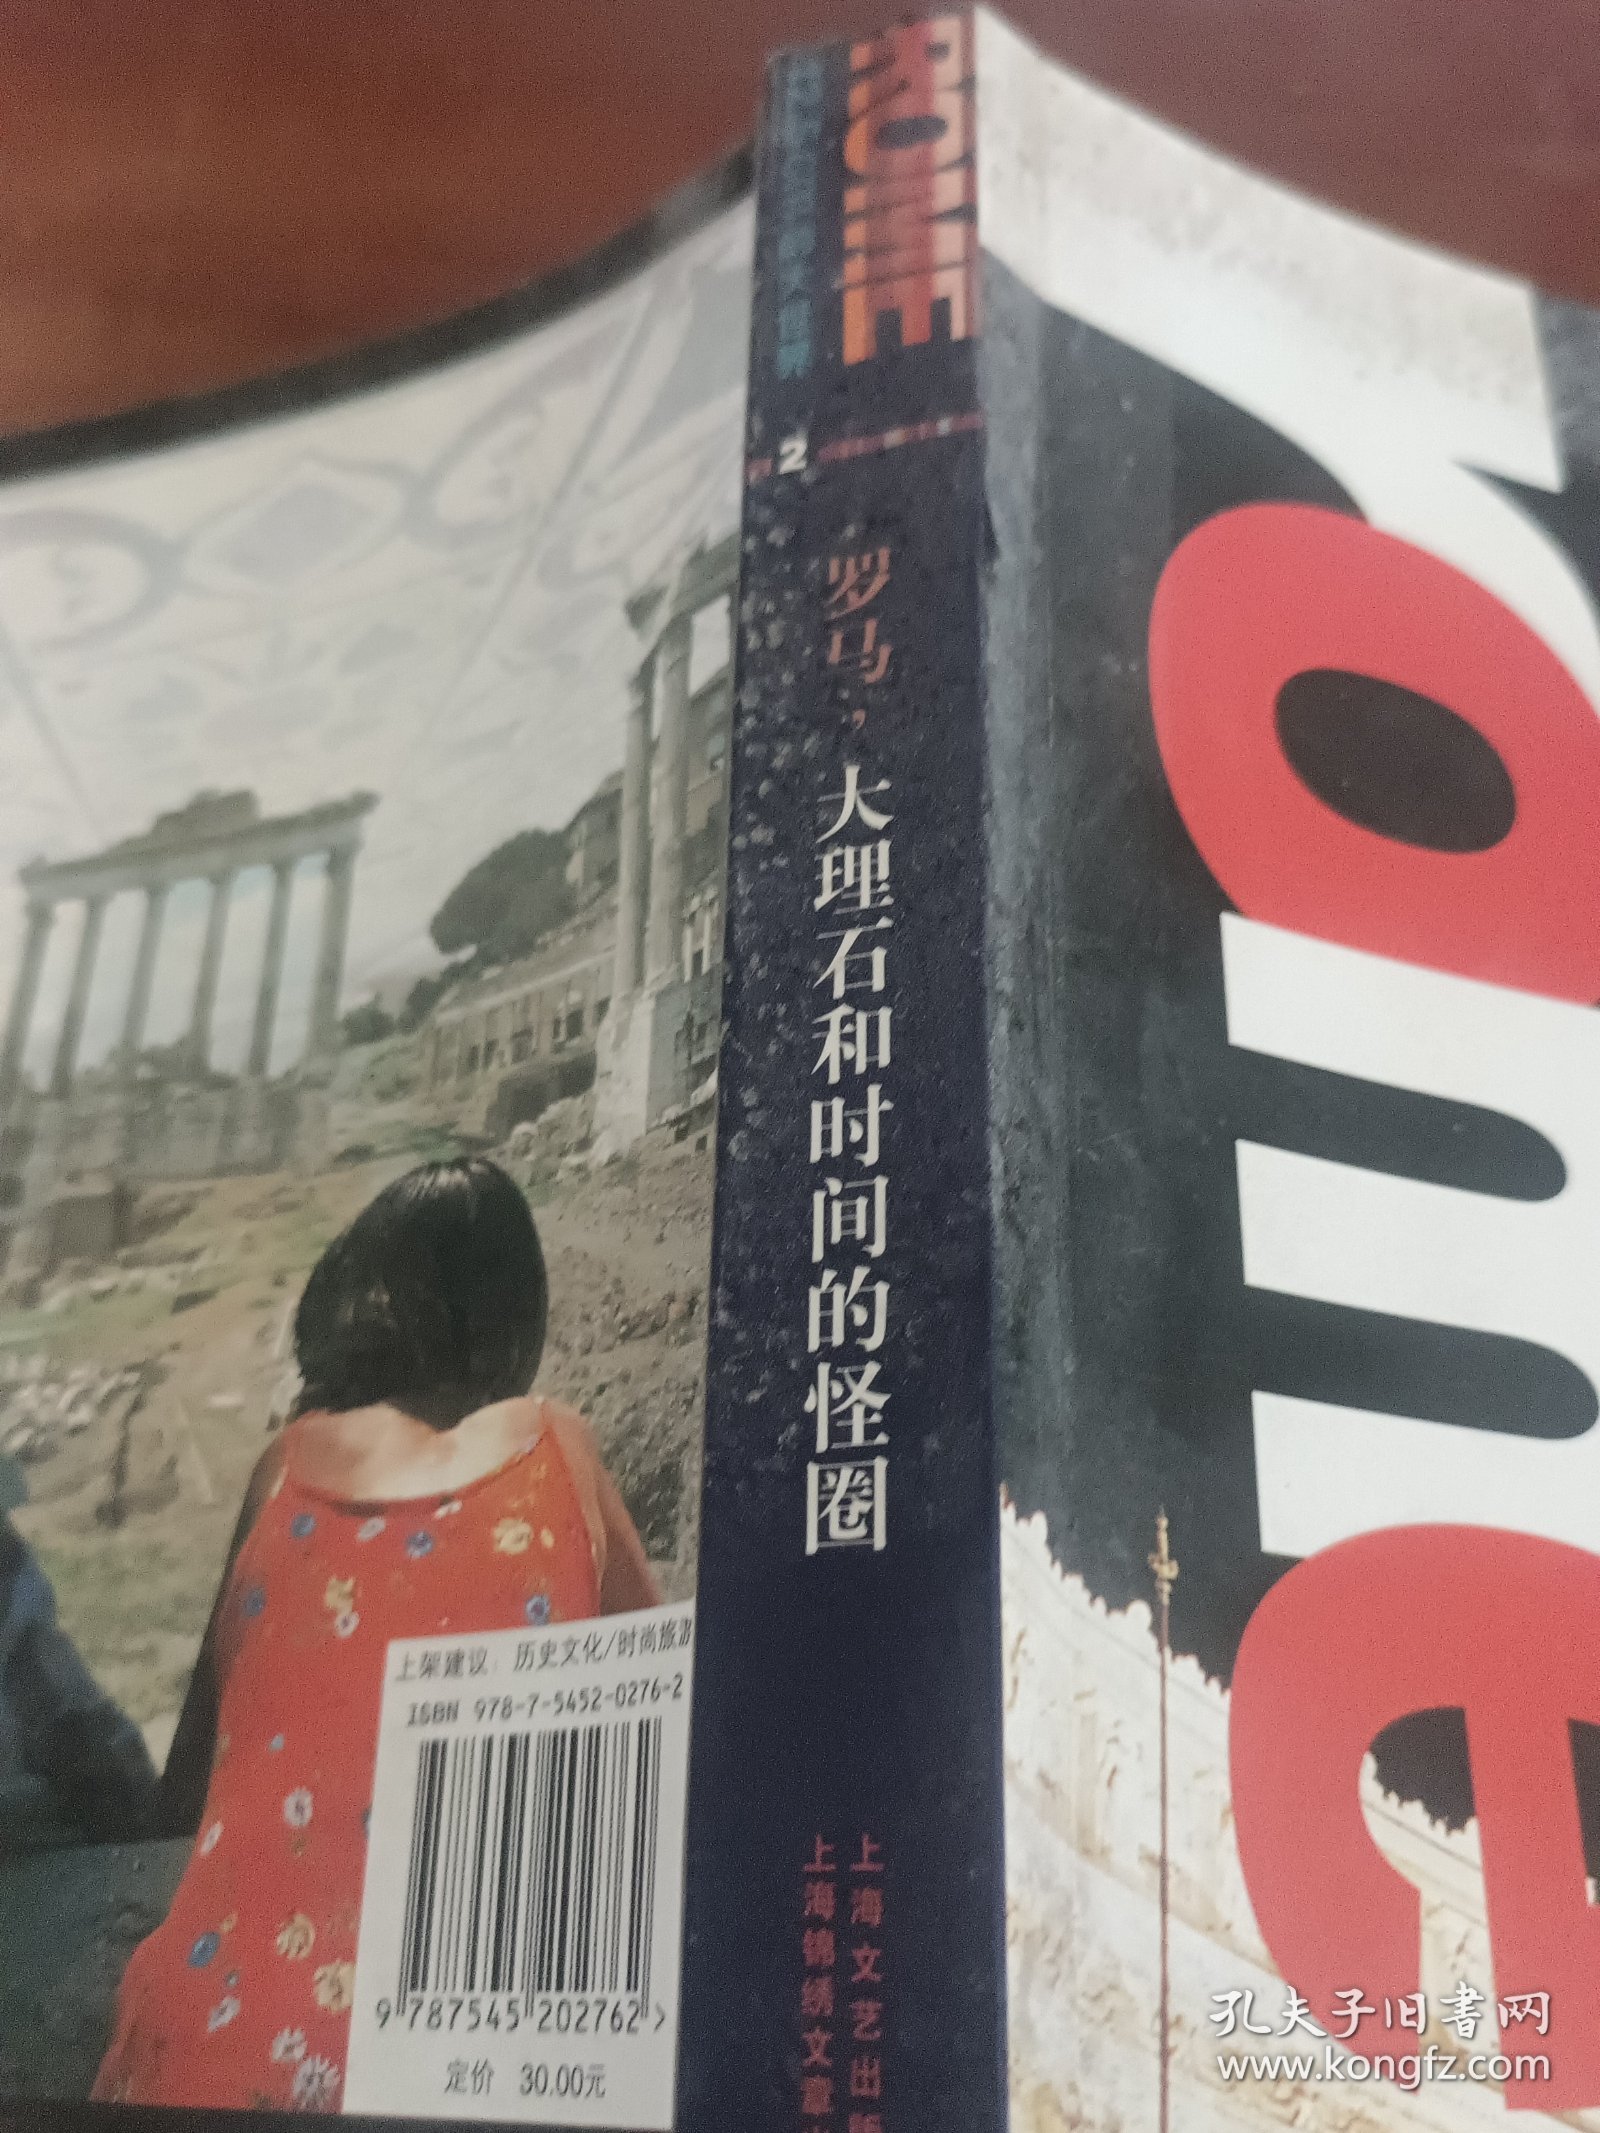 ROME
2
罗马，大理石和时间的怪圈
上海文艺出
上海锦绣文章
上架建议：历史文化/时尚旅游
ISBN 978-7-5452-0276-2
9 787545 202762 >
定价 30.00元
孔夫子旧书网
www.kongfz.com